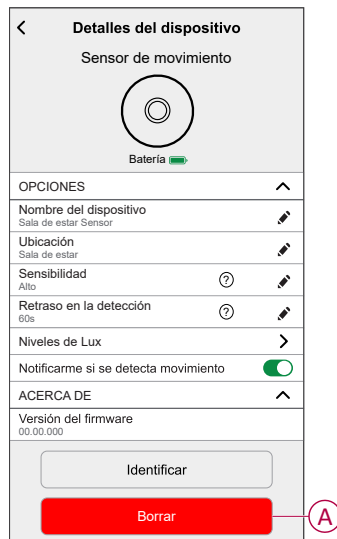 Detalles del dispositivo
Sensor de movimiento
Batería
OPCIONES
Nombre del dispositivo
Sala de estar Sensor
Ubicación
Sala de estar
Sensibilidad
Alto
?
Retraso en la detección
60s
?
Niveles de Lux
Notificarme si se detecta movimiento
ACERCA DE
Versión del firmware
00.00.000
Identificar
Borrar
A